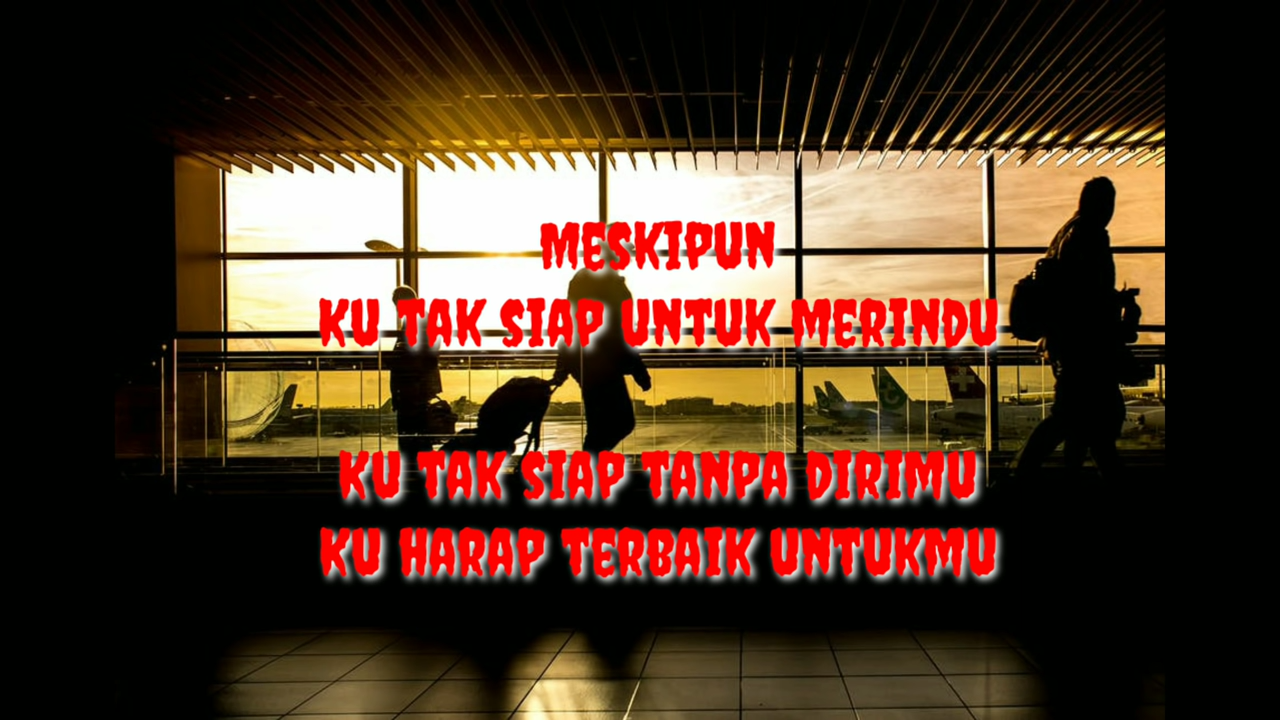 MESKIPUN
KU TAK SIAP UNTUK MERINDU
KU TAK SIAP TANPA DIRIMU
KU HARAP TERBAIK UNTUKMU